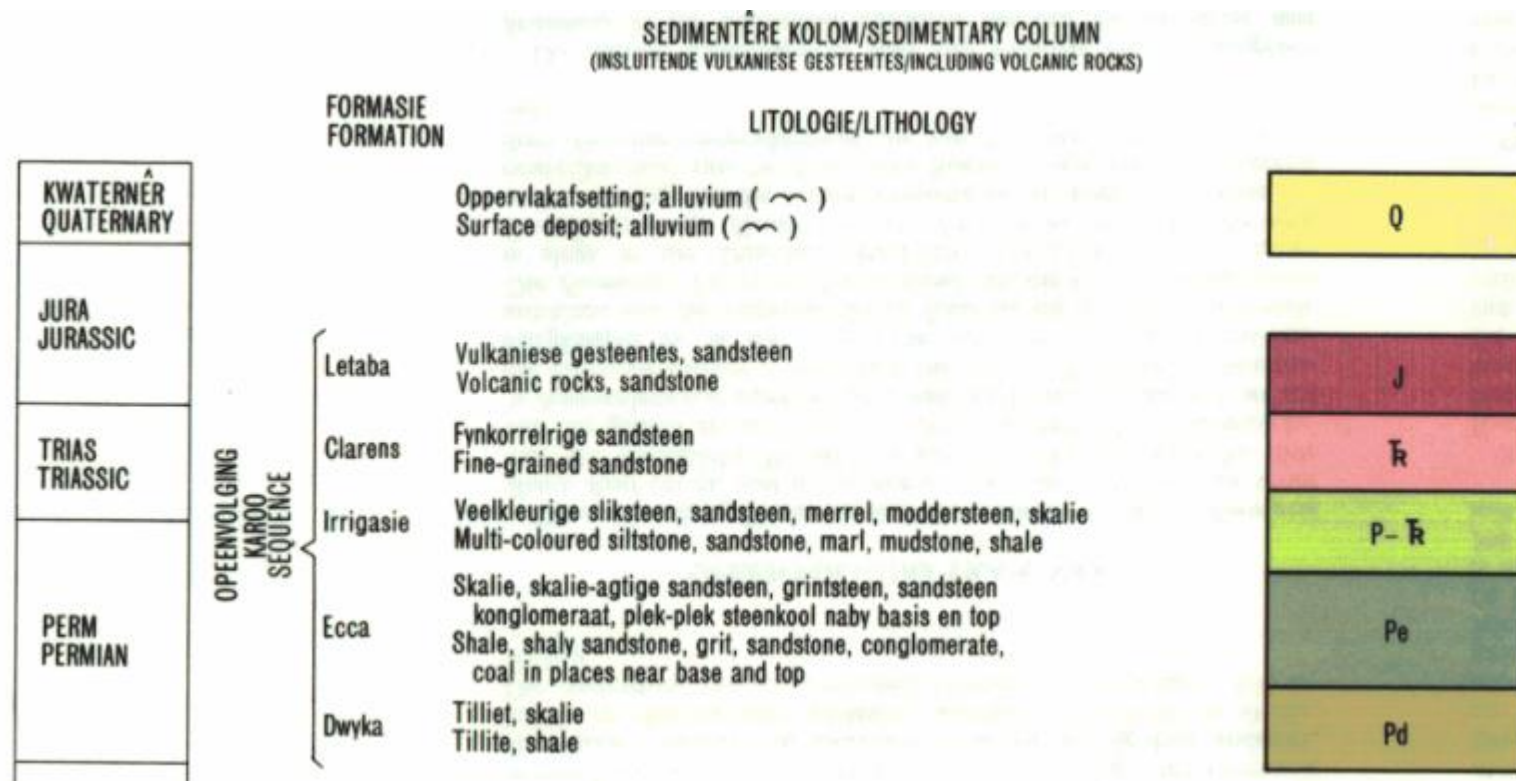 SEDIMENTÊRE KOLOM/SEDIMENTARY COLUMN
(INSLUITENDE VULKANIESE GESTEENTES/INCLUDING VOLCANIC ROCKS)
FORMASIE
FORMATION
LITOLOGIE/LITHOLOGY
KWATERNÊR
QUATERNARY
Oppervlakafsetting; alluvium ( )
Surface deposit; alluvium ( )
Q
JURA
JURASSIC
OPEENVOLGING
KAROO
SEQUENCE
Letaba
Vulkaniese gesteentes, sandsteen
Volcanic rocks, sandstone
J
TRIAS
TRIASSIC
Clarens
Fynkorrelrige sandsteen
Fine-grained sandstone
TR
Irrigasie
Veelkleurige sliksteen, sandsteen, merrel, moddersteen, skalie
Multi-coloured siltstone, sandstone, marl, mudstone, shale
P–TR
PERM
PERMIAN
Ecca
Skalie, skalie-agtige sandsteen, grintsteen, sandsteen
konglomeraat, plek-plek steenkool naby basis en top
Shale, shaly sandstone, grit, sandstone, conglomerate,
coal in places near base and top
Pe
Dwyka
Tilliet, skalie
Tillite, shale
Pd